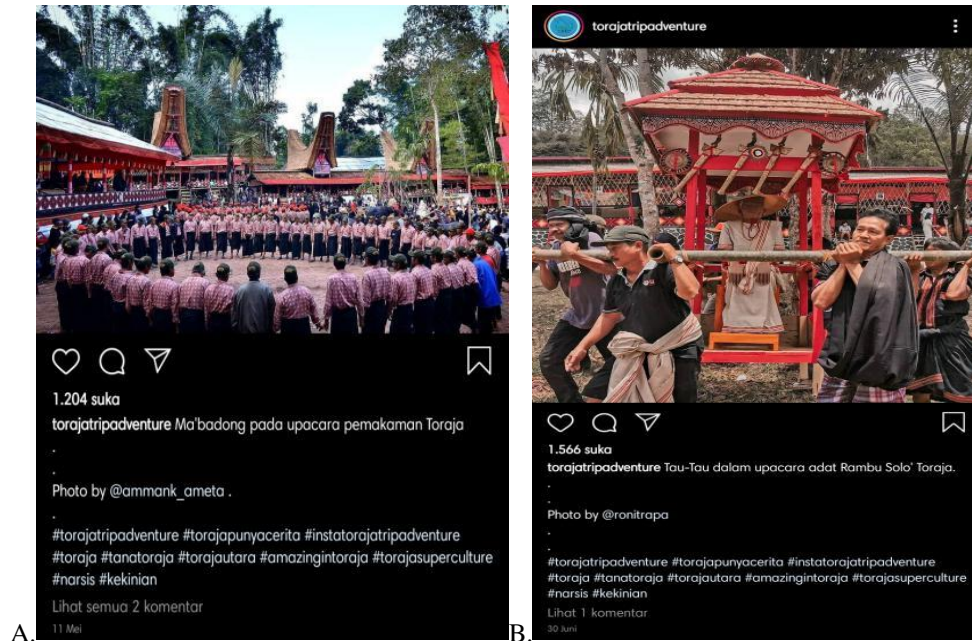 1.204 suka
torajatripadventure Ma'badong pada upacara pemakaman Toraja
.
.
Photo by @ammank_ameta .
.
#torajatripadventure #torajapunyacerita #instatorajatripadventure
#toraja #tanatoraja #torajautara #amazingintoraja #torajasuperculture
#narsis #kekinian
Lihat semua 2 komentar
11 Mei
A.
torajatripadventure
1.566 suka
torajatripadventure Tau-Tau dalam upacara adat Rambu Solo' Toraja.
.
.
Photo by @ronitrapa
.
.
#torajatripadventure #torajapunyacerita #instatorajatripadventure
#toraja #tanatoraja #torajautara #amazingintoraja #torajasuperculture
#narsis #kekinian
Lihat 1 komentar
30 Juni
B.